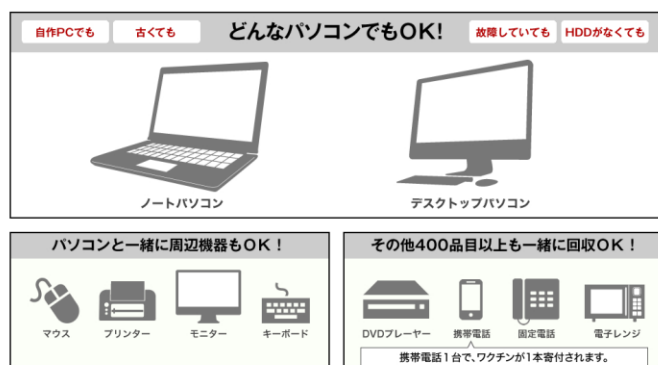 自作PCでも 古くても どんなパソコンでもOK! 故障していても HDDがなくても
ノートパソコン デスクトップパソコン
パソコンと一緒に周辺機器もOK！
マウス プリンター モニター キーボード
その他400品目以上も一緒に回収OK！
DVDプレーヤー 携帯電話 固定電話 電子レンジ
携帯電話1台で、ワクチンが1本寄付されます。